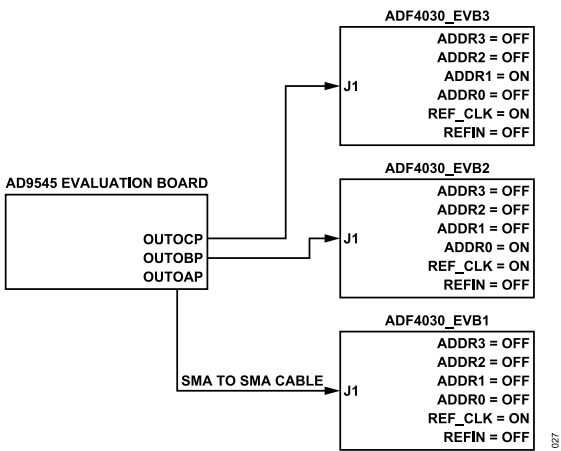 ADF4030_EVB3
ADDR3 = OFF
ADDR2 = OFF
ADDR1 = ON
ADDR0 = OFF
REF_CLK = ON
REFIN = OFF
J1
ADF4030_EVB2
ADDR3 = OFF
ADDR2 = OFF
ADDR1 = OFF
ADDR0 = ON
REF_CLK = ON
REFIN = OFF
J1
AD9545 EVALUATION BOARD
OUTOCP
OUTOBP
OUTOAP
SMA TO SMA CABLE
ADF4030_EVB1
ADDR3 = OFF
ADDR2 = OFF
ADDR1 = OFF
ADDR0 = OFF
REF_CLK = ON
REFIN = OFF
J1
027